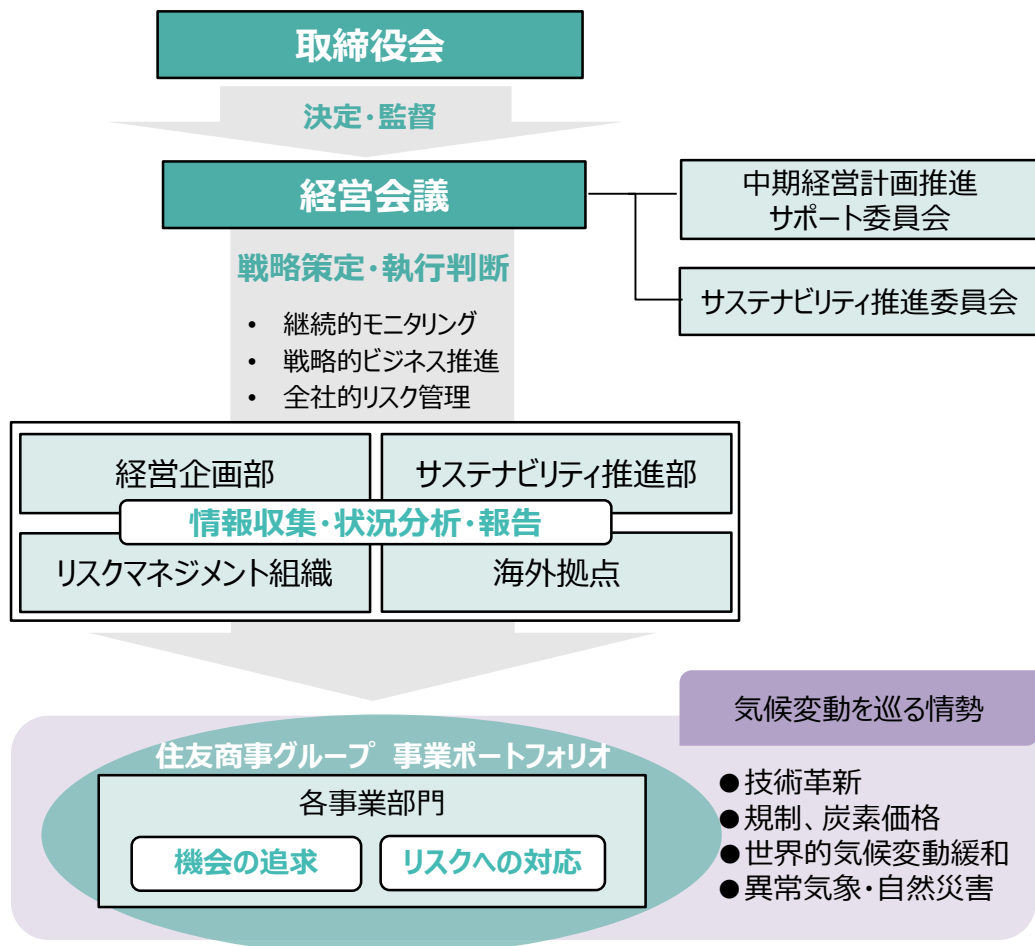 取締役会
決定・監督
経営会議
中期経営計画推進
サポート委員会
サステナビリティ推進委員会
戦略策定・執行判断
• 継続的モニタリング
• 戦略的ビジネス推進
• 全社的リスク管理
経営企画部
サステナビリティ推進部
情報収集・状況分析・報告
リスクマネジメント組織
海外拠点
気候変動を巡る情勢
住友商事グループ 事業ポートフォリオ
各事業部門
機会の追求
リスクへの対応
●技術革新
●規制、炭素価格
●世界的気候変動緩和
●異常気象・自然災害